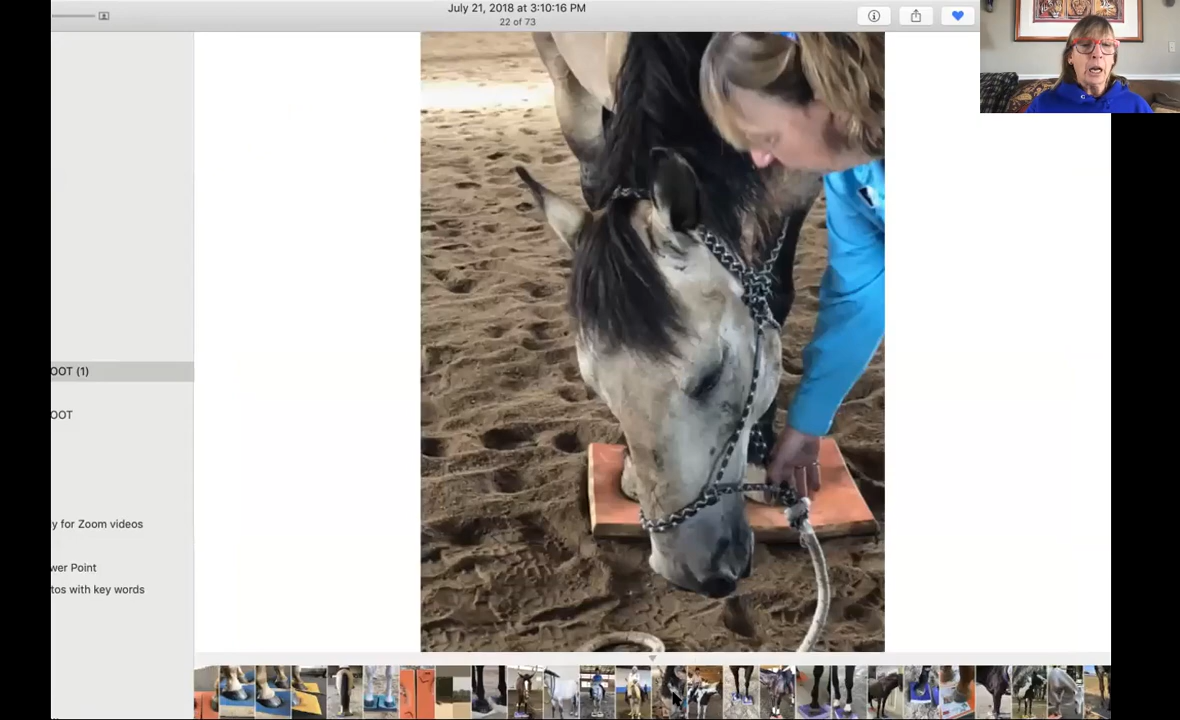 July 21, 2018 at 3:10:16 PM
22 of 73
OOT (1)
OOT
y for Zoom videos
wer Point
tos with key words